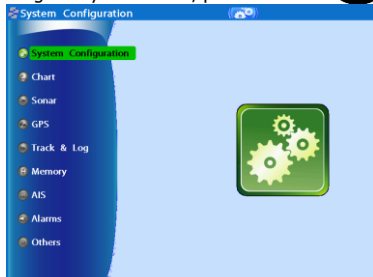 System Configuration
System Configuration
Chart
Sonar
GPS
Track & Log
Memory
AIS
Alarms
Others